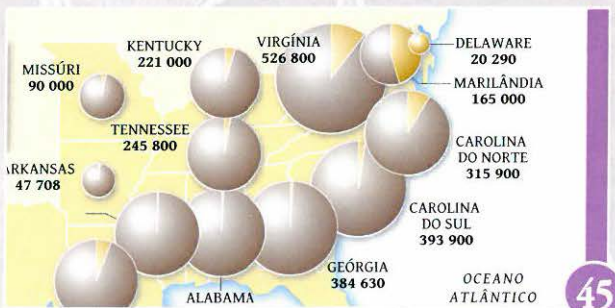 KENTUCKY
221 000
VIRGÍNIA
526 800
DELAWARE
20 290
MISSÚRI
90 000
MARILÂNDIA
165 000
TENNESSEE
245 800
CAROLINA
DO NORTE
315 900
ARKANSAS
47 708
CAROLINA
DO SUL
393 900
GEÓRGIA
384 630
ALABAMA
OCEANO
ATLÂNTICO
45